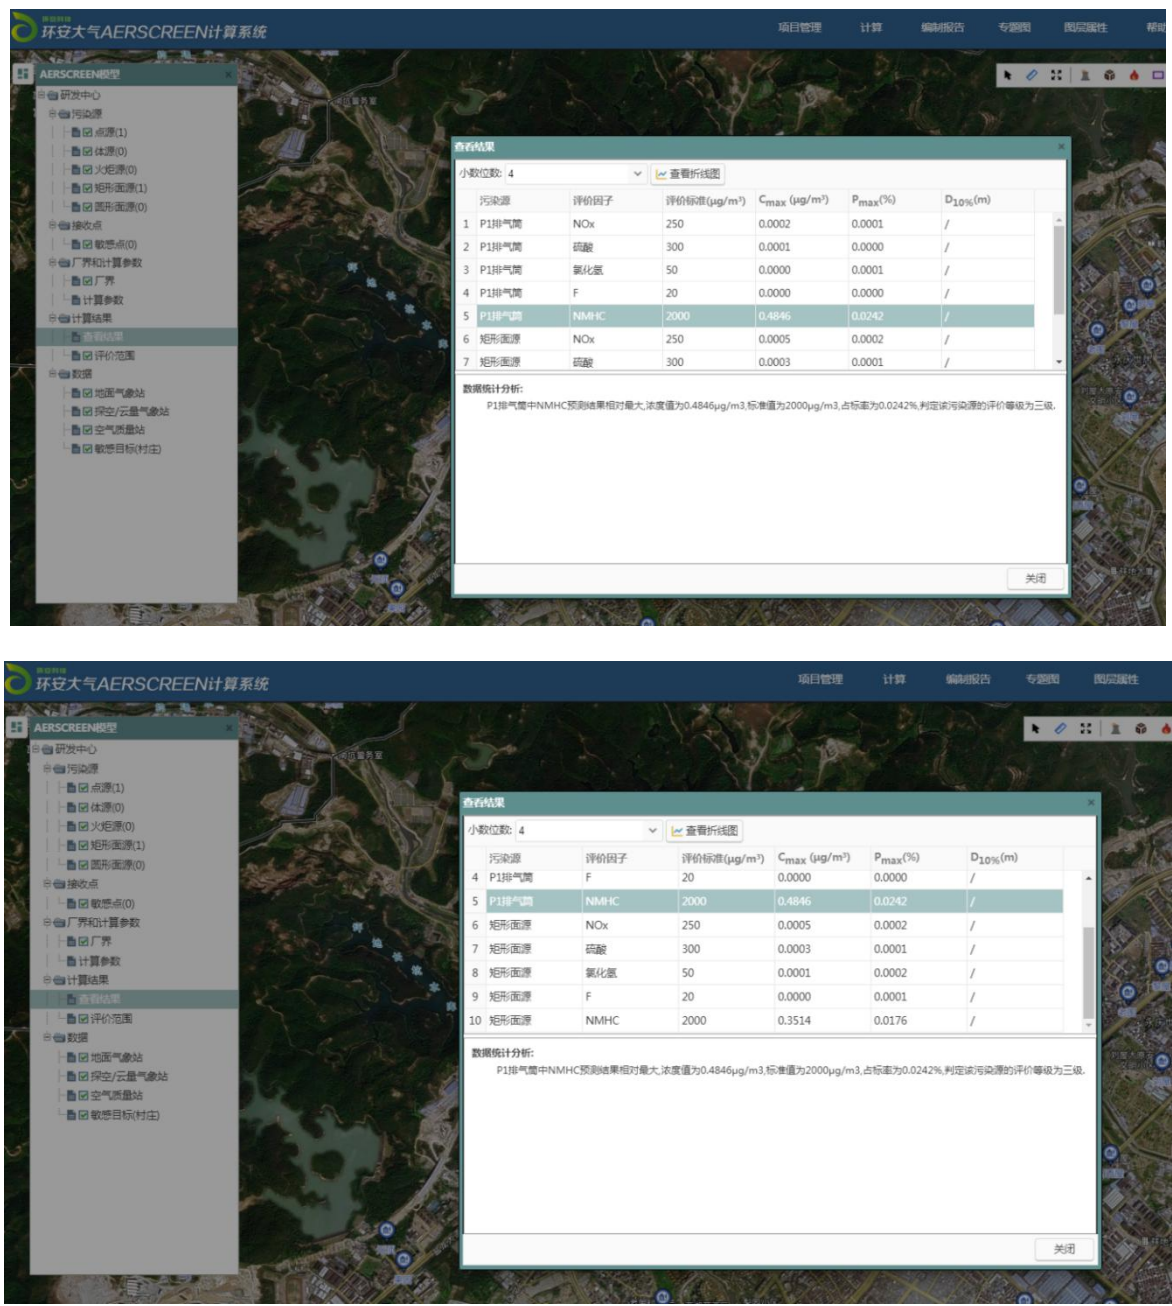 环安科技
环安大气AERSCREEN计算系统
项目管理 计算 编制报告 专题图 图层属性 帮助
AERSCREEN模型
研发中心
污染源
点源(1)
体源(0)
火炬源(0)
矩形面源(1)
圆形面源(0)
接收点
敏感点(0)
厂界和计算参数
厂界
计算参数
计算结果
查看结果
评价范围
数据
地面气象站
探空/云量气象站
空气质量站
敏感目标(村庄)
查看结果
小数位数: 4 查看折线图
污染源 评价因子 评价标准(μg/m³) Cmax (μg/m³) Pmax(%) D10%(m)
1 P1排气筒 NOx 250 0.0002 0.0001 /
2 P1排气筒 硫酸 300 0.0001 0.0000 /
3 P1排气筒 氯化氢 50 0.0000 0.0001 /
4 P1排气筒 F 20 0.0000 0.0000 /
5 P1排气筒 NMHC 2000 0.4846 0.0242 /
6 矩形面源 NOx 250 0.0005 0.0002 /
7 矩形面源 硫酸 300 0.0003 0.0001 /
数据统计分析:
P1排气筒中NMHC预测结果相对最大,浓度值为0.4846μg/m3,标准值为2000μg/m3,占标率为0.0242%,判定该污染源的评价等级为三级.
关闭
环安科技
环安大气AERSCREEN计算系统
项目管理 计算 编制报告 专题图 图层属性
AERSCREEN模型
研发中心
污染源
点源(1)
体源(0)
火炬源(0)
矩形面源(1)
圆形面源(0)
接收点
敏感点(0)
厂界和计算参数
厂界
计算参数
计算结果
查看结果
评价范围
数据
地面气象站
探空/云量气象站
空气质量站
敏感目标(村庄)
查看结果
小数位数: 4 查看折线图
污染源 评价因子 评价标准(μg/m³) Cmax (μg/m³) Pmax(%) D10%(m)
4 P1排气筒 F 20 0.0000 0.0000 /
5 P1排气筒 NMHC 2000 0.4846 0.0242 /
6 矩形面源 NOx 250 0.0005 0.0002 /
7 矩形面源 硫酸 300 0.0003 0.0001 /
8 矩形面源 氯化氢 50 0.0001 0.0002 /
9 矩形面源 F 20 0.0000 0.0001 /
10 矩形面源 NMHC 2000 0.3514 0.0176 /
数据统计分析:
P1排气筒中NMHC预测结果相对最大,浓度值为0.4846μg/m3,标准值为2000μg/m3,占标率为0.0242%,判定该污染源的评价等级为三级.
关闭